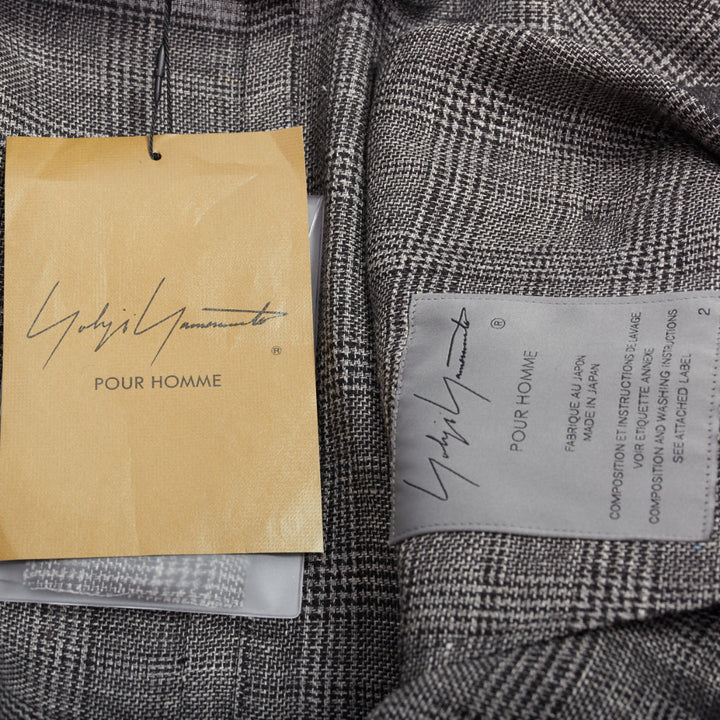 Yohji Yamamoto ®
POUR HOMME
Yohji Yamamoto ®
POUR HOMME
FABRIQUE AU JAPON
MADE IN JAPAN
COMPOSITION ET INSTRUCTIONS DE LAVAGE
VOIR ETIQUETTE ANNEXE
COMPOSITION AND WASHING INSTRUCTIONS
SEE ATTACHED LABEL
2